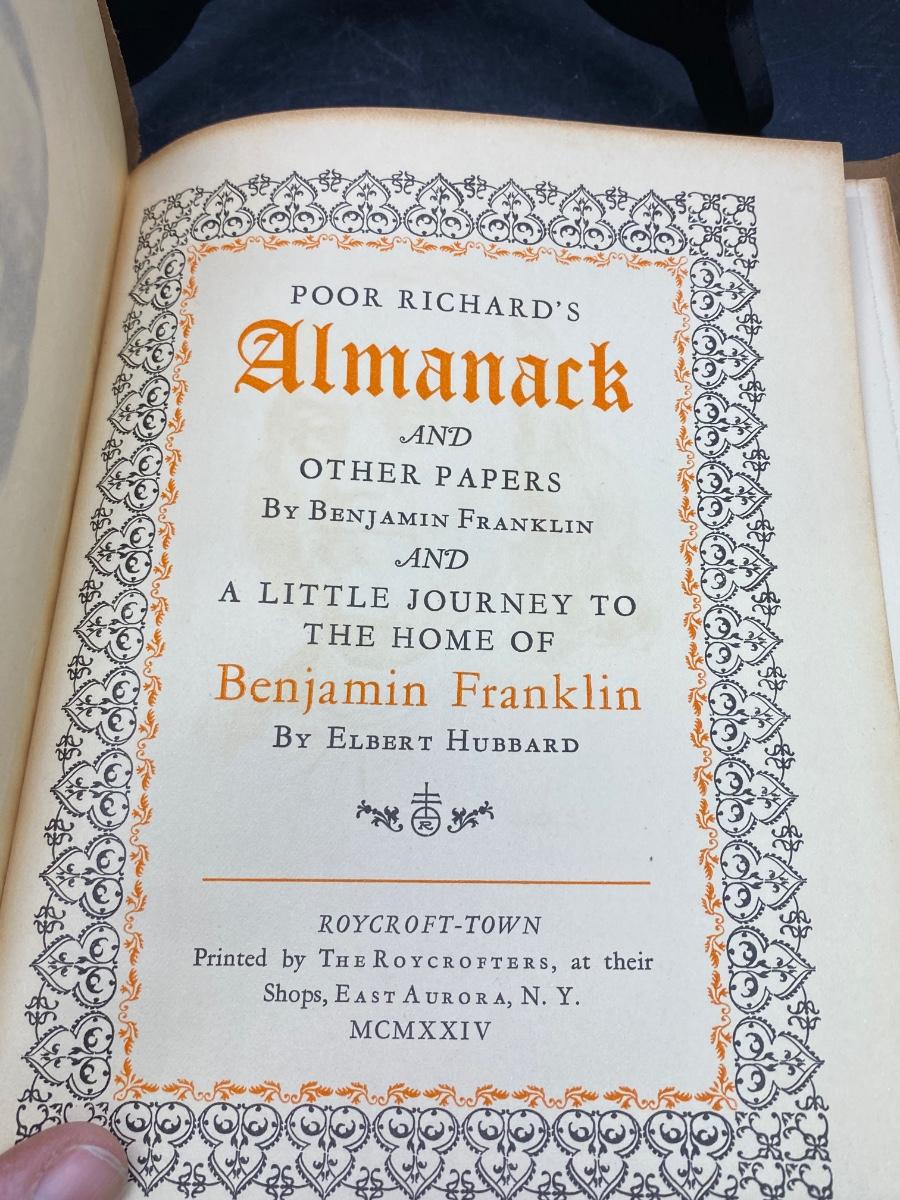 POOR RICHARD'S
Almanack
AND
OTHER PAPERS
BY BENJAMIN FRANKLIN
AND
A LITTLE JOURNEY TO
THE HOME OF
Benjamin Franklin
BY ELBERT HUBBARD
R
ROYCROFT-TOWN
Printed by THE ROYCROFTERS, at their
Shops, EAST AURORA, N. Y.
MCMXXIV